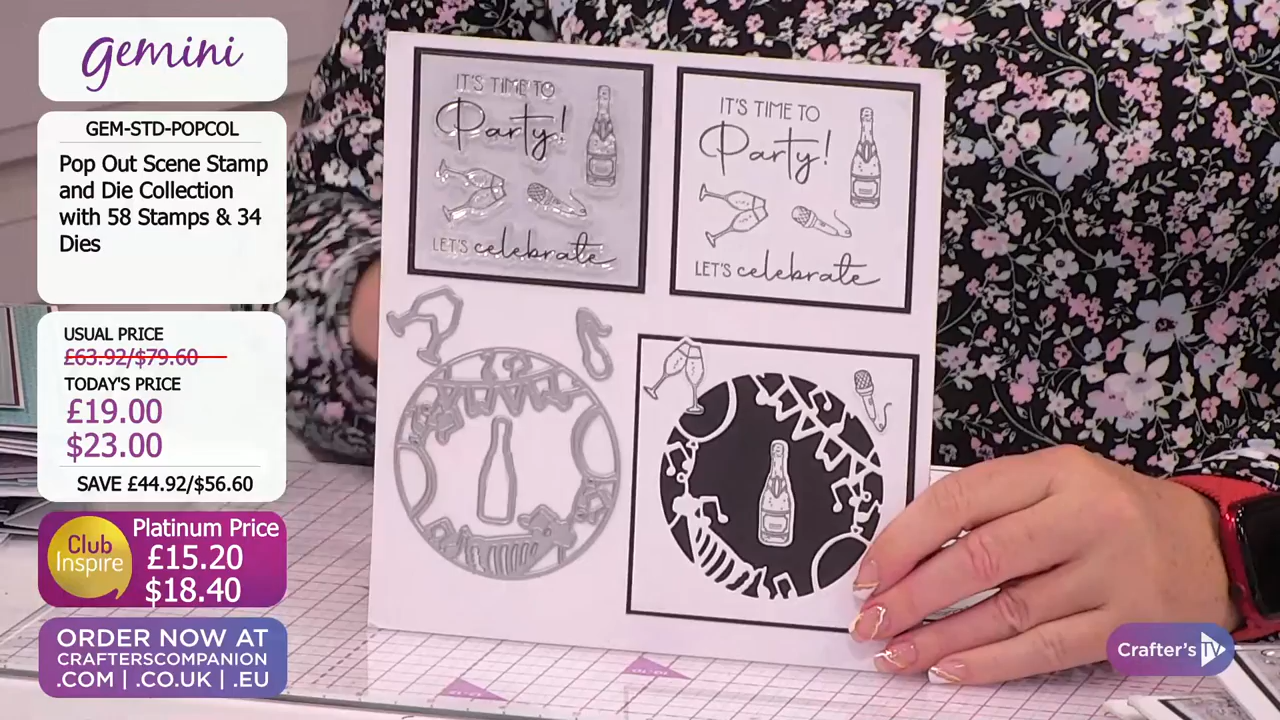 gemini
GEM-STD-POPCOL
Pop Out Scene Stamp
and Die Collection
with 58 Stamps & 34
Dies
USUAL PRICE
£63.92/$79.60
TODAY'S PRICE
£19.00
$23.00
SAVE £44.92/$56.60
Club
Inspire
Platinum Price
£15.20
$18.40
ORDER NOW AT
CRAFTERSCOMPANION
.COM | .CO.UK | .EU
IT'S TIME TO
Party!
LET'S celebrate
IT'S TIME TO
Party!
LET'S celebrate
Crafter's TV